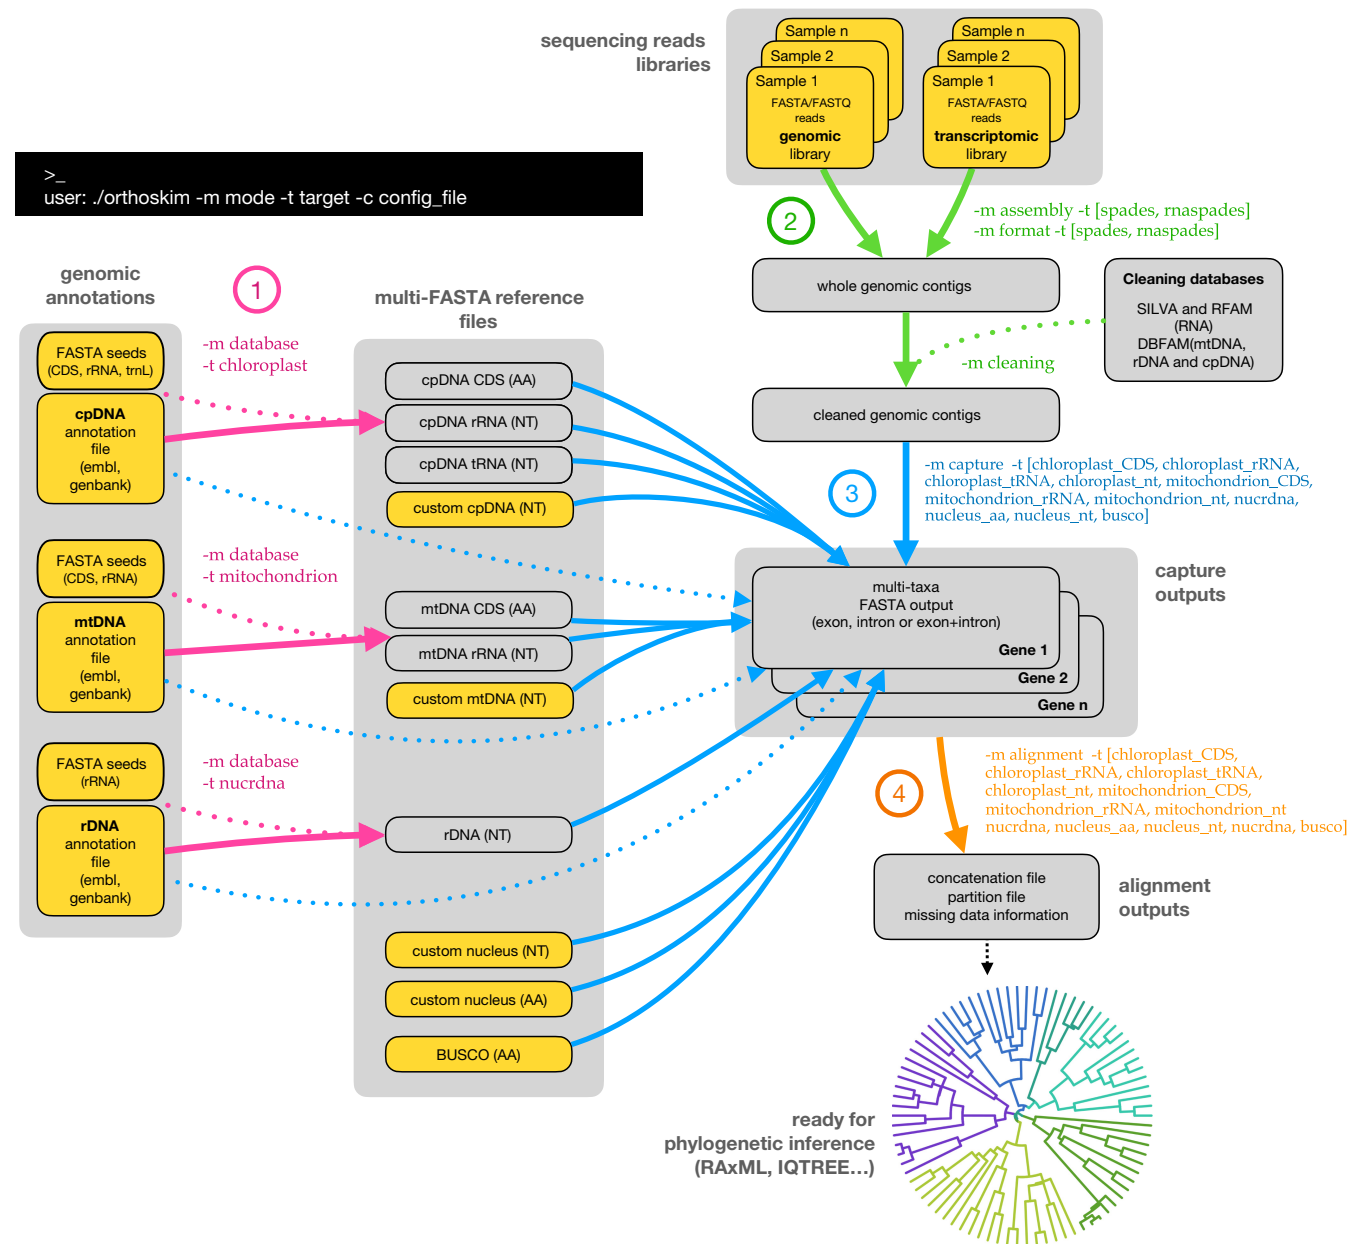 sequencing reads
libraries
Sample n
Sample 2
Sample 1
FASTA/FASTQ
reads
genomic
library
Sample n
Sample 2
Sample 1
FASTA/FASTQ
reads
transcriptomic
library
>_
user: ./orthoskim -m mode -t target -c config_file
2
-m assembly -t [spades, rnaspades]
-m format -t [spades, rnaspades]
whole genomic contigs
Cleaning databases
SILVA and RFAM
(RNA)
DBFAM(mtDNA,
rDNA and cpDNA)
-m cleaning
cleaned genomic contigs
genomic
annotations
1
multi-FASTA reference
files
FASTA seeds
(CDS, rRNA, trnL)
cpDNA
annotation
file
(embl,
genbank)
-m database
-t chloroplast
cpDNA CDS (AA)
cpDNA rRNA (NT)
cpDNA tRNA (NT)
custom cpDNA (NT)
3
-m capture  -t [chloroplast_CDS, chloroplast_rRNA,
chloroplast_tRNA, chloroplast_nt, mitochondrion_CDS,
mitochondrion_rRNA, mitochondrion_nt, nucrdna,
nucleus_aa, nucleus_nt, busco]
FASTA seeds
(CDS, rRNA)
mtDNA
annotation
file
(embl,
genbank)
-m database
-t mitochondrion
mtDNA CDS (AA)
mtDNA rRNA (NT)
custom mtDNA (NT)
capture
outputs
multi-taxa
FASTA output
(exon, intron or exon+intron)
Gene 1
Gene 2
Gene n
FASTA seeds
(rRNA)
rDNA
annotation
file
(embl,
genbank)
-m database
-t nucrdna
rDNA (NT)
custom nucleus (NT)
custom nucleus (AA)
BUSCO (AA)
4
-m alignment  -t [chloroplast_CDS,
chloroplast_rRNA, chloroplast_tRNA,
chloroplast_nt, mitochondrion_CDS,
mitochondrion_rRNA, mitochondrion_nt
nucrdna, nucleus_aa, nucleus_nt, nucrdna, busco]
concatenation file
partition file
missing data information
alignment
outputs
ready for
phylogenetic inference
(RAxML, IQTREE…)